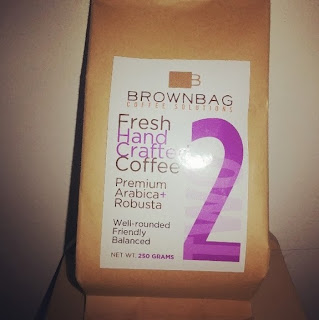 B
BROWNBAG
COFFEE SOLUTIONS
Fresh
Hand
Crafted
Coffee
Premium
Arabica+
Robusta
Well-rounded
Friendly
Balanced
NET WT. 250 GRAMS
2
TWO